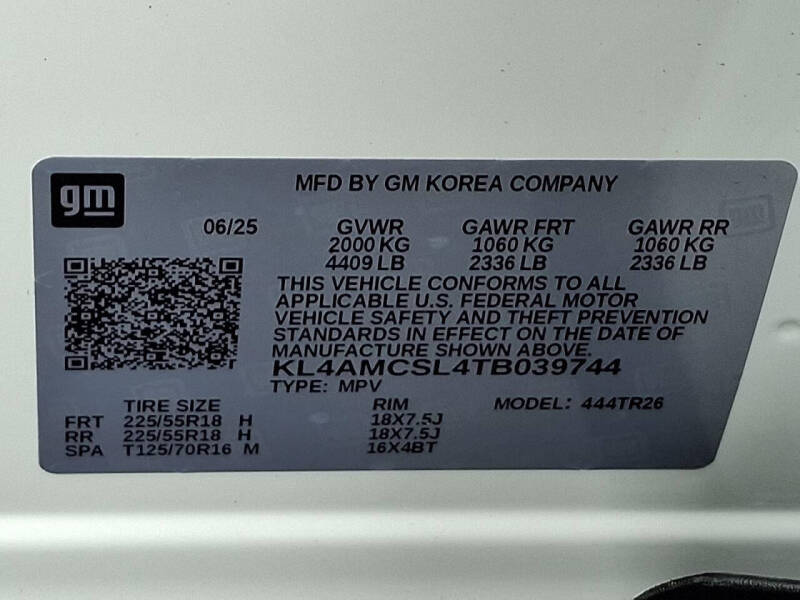 gm
MFD BY GM KOREA COMPANY
06/25 GVWR GAWR FRT GAWR RR
2000 KG 1060 KG 1060 KG
4409 LB 2336 LB 2336 LB
THIS VEHICLE CONFORMS TO ALL
APPLICABLE U.S. FEDERAL MOTOR
VEHICLE SAFETY AND THEFT PREVENTION
STANDARDS IN EFFECT ON THE DATE OF
MANUFACTURE SHOWN ABOVE.
KL4AMCSL4TB039744
TYPE: MPV
TIRE SIZE RIM MODEL: 444TR26
FRT 225/55R18 H 18X7.5J
RR 225/55R18 H 18X7.5J
SPA T125/70R16 M 16X4BT